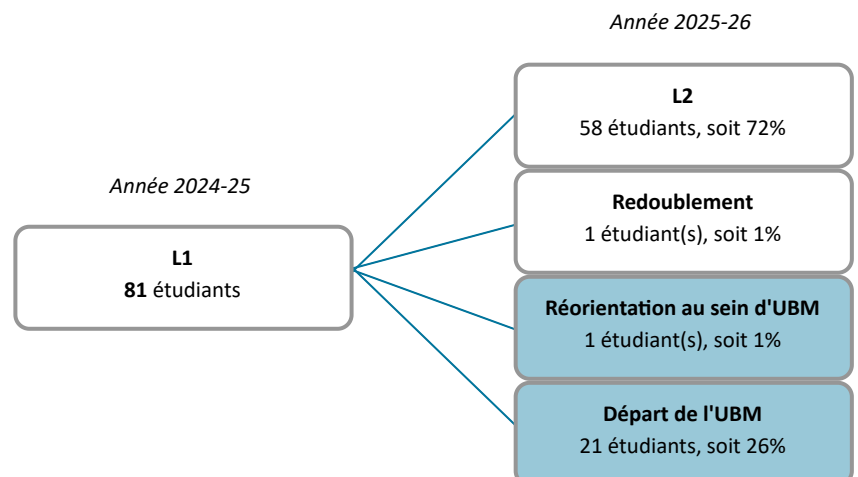 Année 2025-26
L2
58 étudiants, soit 72%
Année 2024-25
Redoublement
1 étudiant(s), soit 1%
L1
81 étudiants
Réorientation au sein d'UBM
1 étudiant(s), soit 1%
Départ de l'UBM
21 étudiants, soit 26%